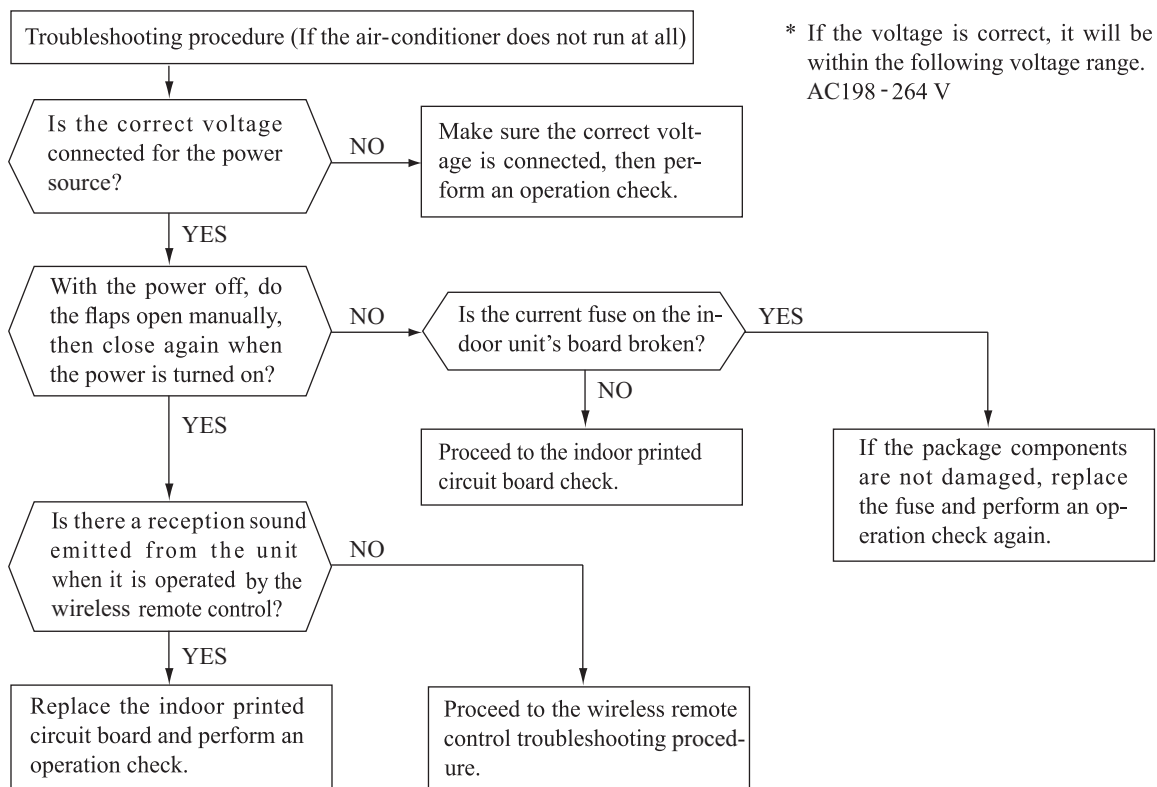 Troubleshooting procedure (If the air-conditioner does not run at all)
* If the voltage is correct, it will be
within the following voltage range.
AC198 - 264 V
Is the correct voltage
connected for the power
source?
NO
Make sure the correct volt-
age is connected, then per-
form an operation check.
YES
With the power off, do
the flaps open manually,
then close again when
the power is turned on?
NO
Is the current fuse on the in-
door unit's board broken?
YES
NO
YES
Proceed to the indoor printed
circuit board check.
If the package components
are not damaged, replace
the fuse and perform an op-
eration check again.
Is there a reception sound
emitted from the unit
when it is operated by the
wireless remote control?
NO
YES
Replace the indoor printed
circuit board and perform an
operation check.
Proceed to the wireless remote
control troubleshooting proced-
ure.